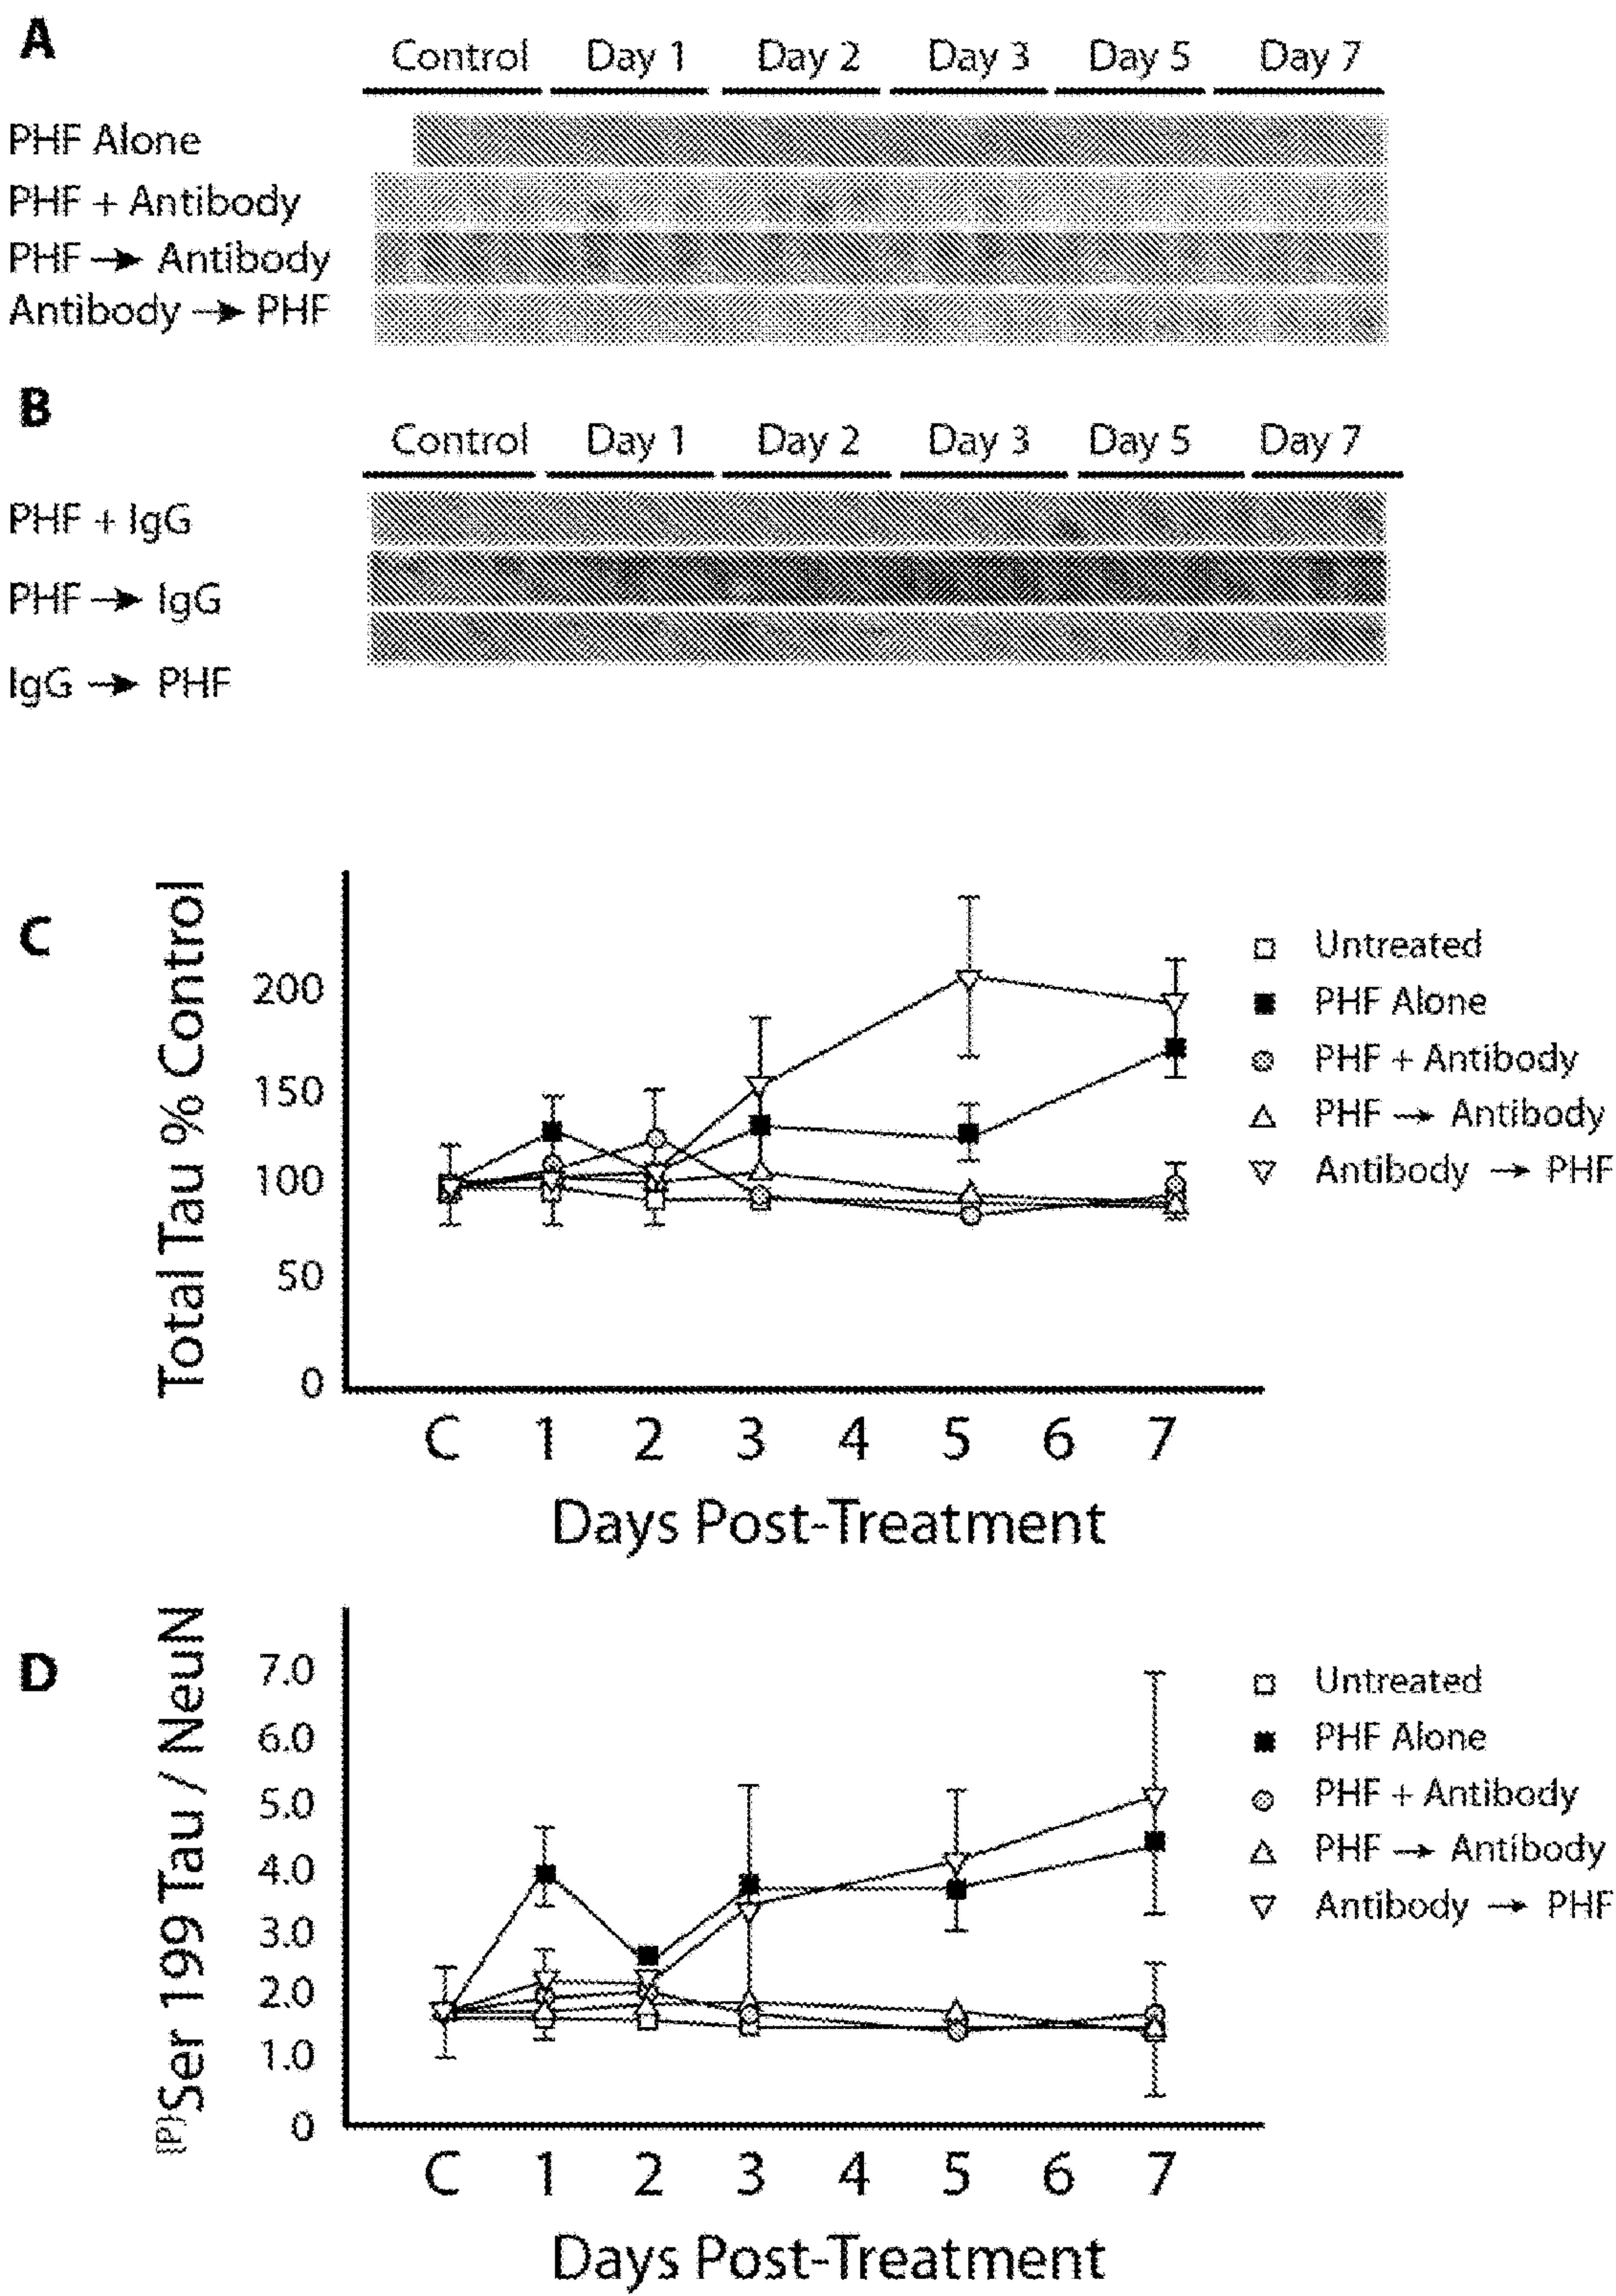 A
Control Day 1 Day 2 Day 3 Day 5 Day 7
PHF Alone
PHF + Antibody
PHF → Antibody
Antibody → PHF
B
Control Day 1 Day 2 Day 3 Day 5 Day 7
PHF + IgG
PHF → IgG
IgG → PHF
C
Total Tau % Control
200
150
100
50
0
C 1 2 3 4 5 6 7
Days Post-Treatment
Untreated
PHF Alone
PHF + Antibody
PHF → Antibody
Antibody → PHF
D
[P]Ser 199 Tau / NeuN
7.0
6.0
5.0
4.0
3.0
2.0
1.0
0
C 1 2 3 4 5 6 7
Days Post-Treatment
Untreated
PHF Alone
PHF + Antibody
PHF → Antibody
Antibody → PHF